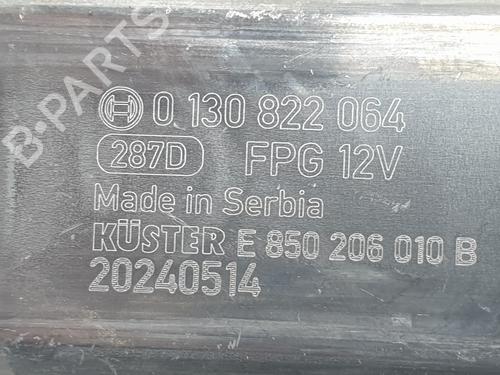 B-PARTS
0 130 822 064
287D FPG 12V
Made in Serbia
KÜSTER E 850 206 010 B
20240514